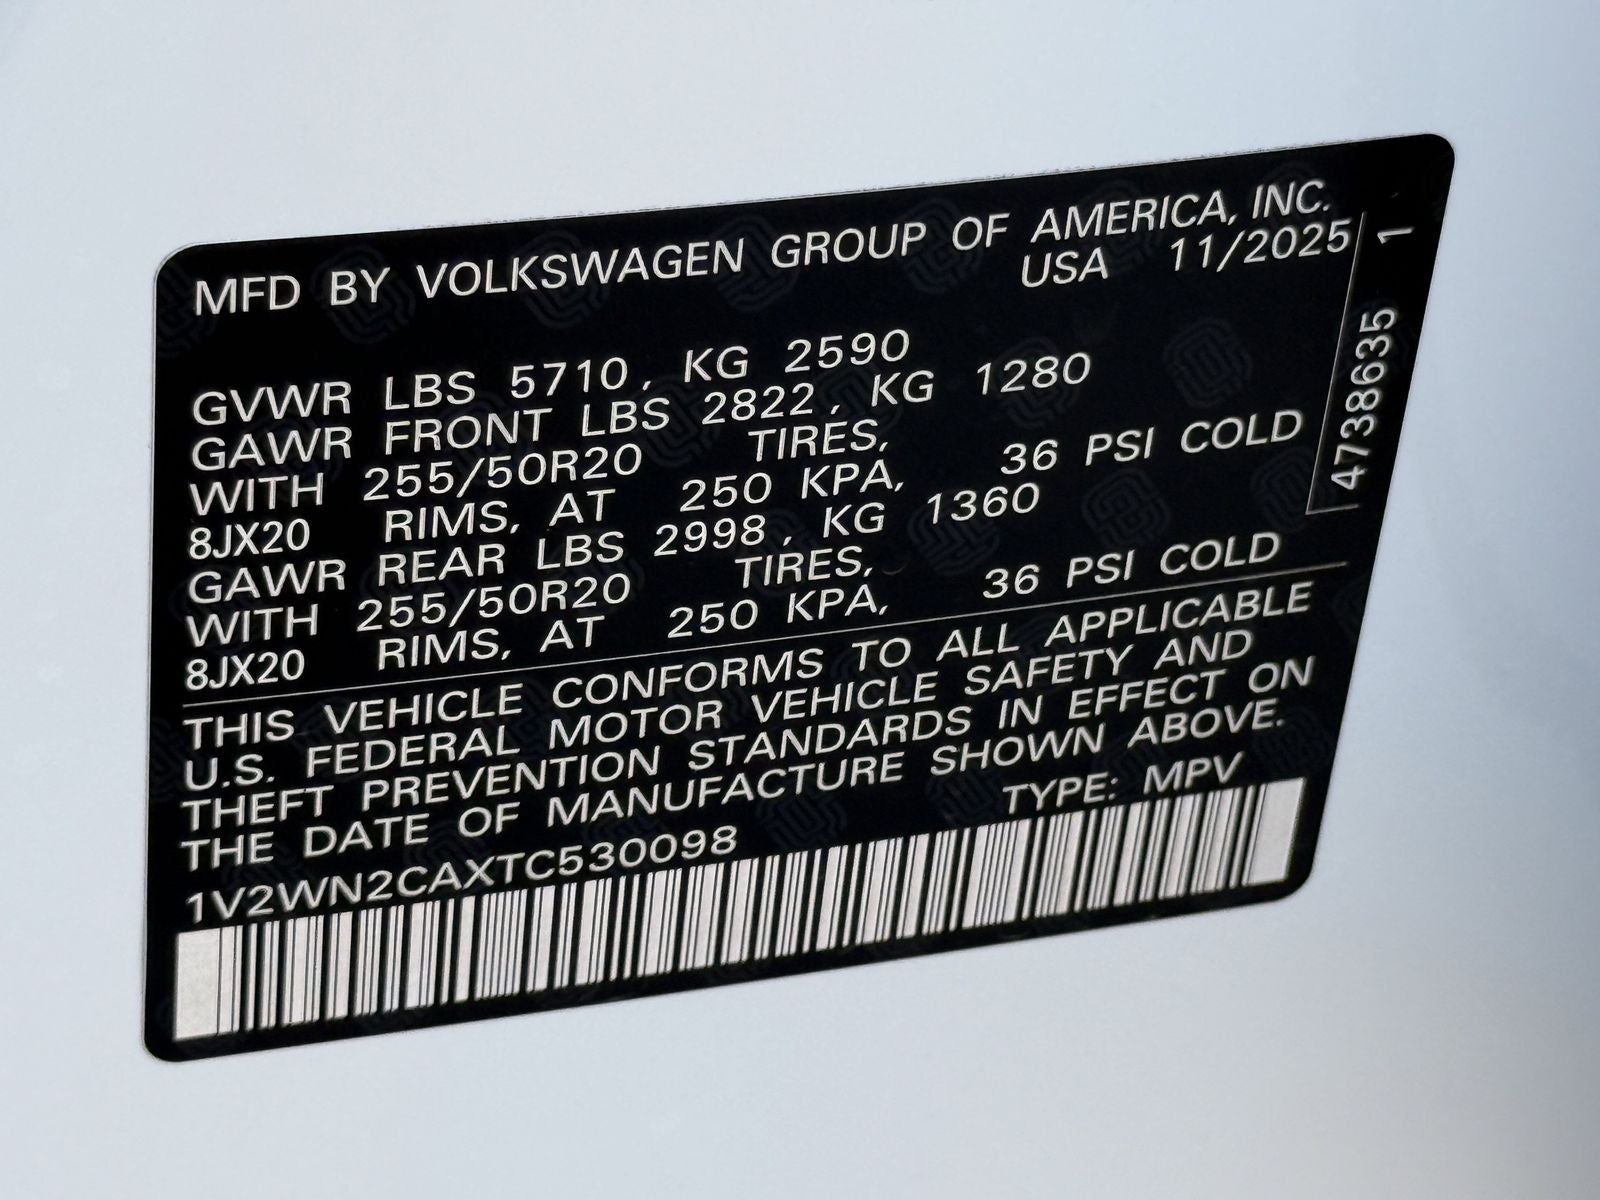 MFD BY VOLKSWAGEN GROUP OF AMERICA, INC.
USA 11/2025
GVWR LBS 5710, KG 2590
GAWR FRONT LBS 2822, KG 1280
WITH 255/50R20 TIRES,
8JX20 RIMS, AT 250 KPA, 36 PSI COLD
GAWR REAR LBS 2998, KG 1360
WITH 255/50R20 TIRES,
8JX20 RIMS, AT 250 KPA, 36 PSI COLD
THIS VEHICLE CONFORMS TO ALL APPLICABLE
U.S. FEDERAL MOTOR VEHICLE SAFETY AND
THEFT PREVENTION STANDARDS IN EFFECT ON
THE DATE OF MANUFACTURE SHOWN ABOVE.
1V2WN2CAXTC530098 TYPE: MPV
47386635 1